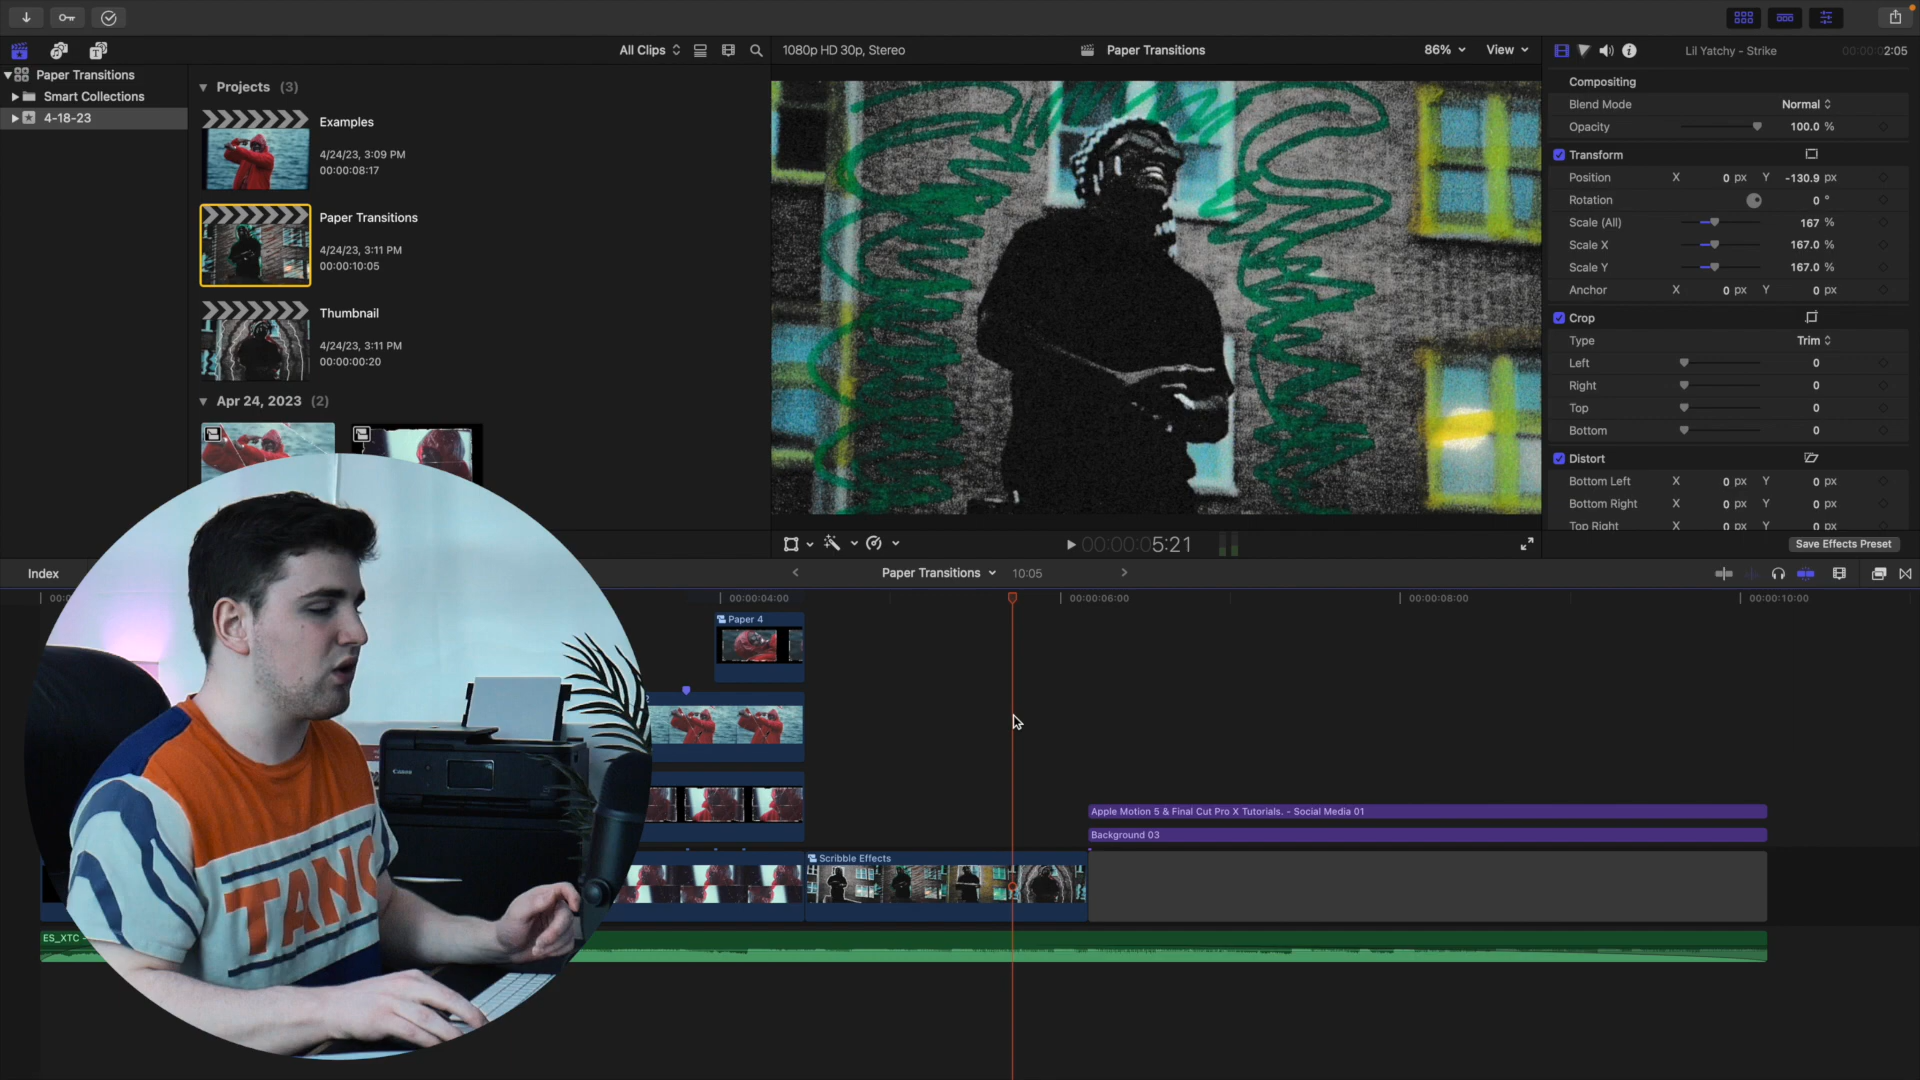 All Clips
1080p HD 30p, Stereo
Paper Transitions
86%
View
Lil Yatchy - Strike
00:00:02:05
Paper Transitions
Smart Collections
4-18-23
Projects (3)
Examples
4/24/23, 3:09 PM
00:00:08:17
Paper Transitions
4/24/23, 3:11 PM
00:00:10:05
Thumbnail
4/24/23, 3:11 PM
00:00:00:20
Apr 24, 2023 (2)
Compositing
Blend Mode Normal
Opacity 100.0 %
Transform
Position X 0 px Y -130.9 px
Rotation 0 °
Scale (All) 167 %
Scale X 167.0 %
Scale Y 167.0 %
Anchor X 0 px Y 0 px
Crop
Type Trim
Left 0
Right 0
Top 0
Bottom 0
Distort
Bottom Left X 0 px Y 0 px
Bottom Right X 0 px Y 0 px
Top Right X 0 px Y 0 px
Save Effects Preset
00:00:05:21
Index
Paper Transitions
10:05
00:00:04:00
00:00:06:00
00:00:08:00
00:00:10:00
Paper 4
Apple Motion 5 & Final Cut Pro X Tutorials. - Social Media 01
Background 03
Scribble Effects
ES_XTC -
Canon
TANG